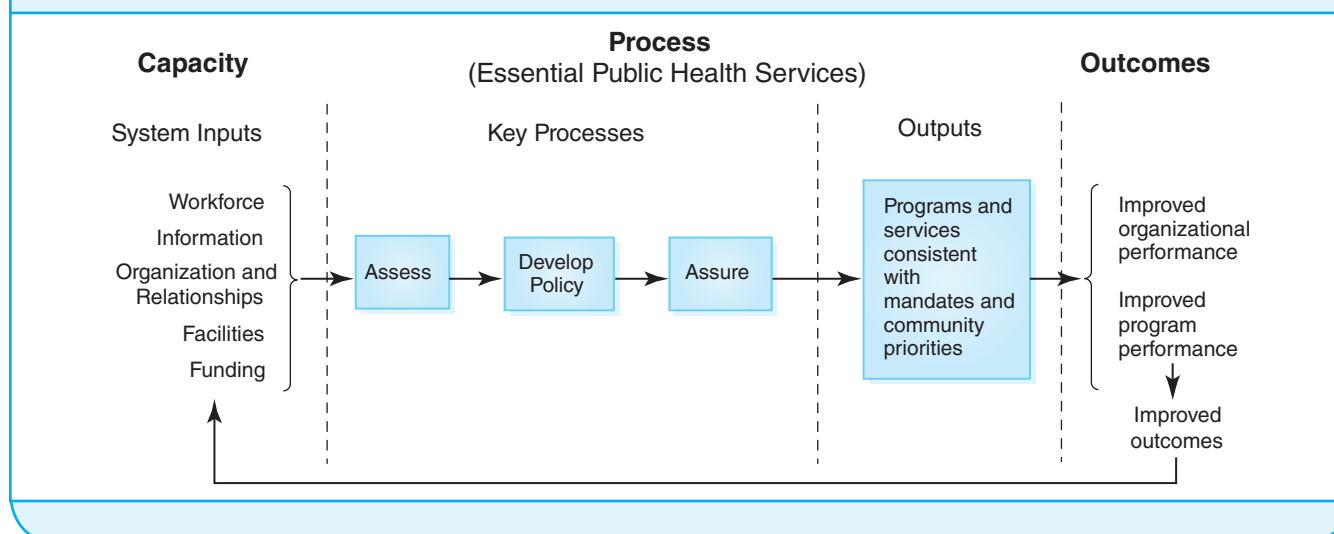 Capacity
Process
(Essential Public Health Services)
Outcomes
System Inputs
Key Processes
Outputs
Workforce
Information
Organization and
Relationships
Facilities
Funding
Assess
Develop
Policy
Assure
Programs and
services
consistent
with
mandates and
community
priorities
Improved
organizational
performance
Improved
program
performance
Improved
outcomes